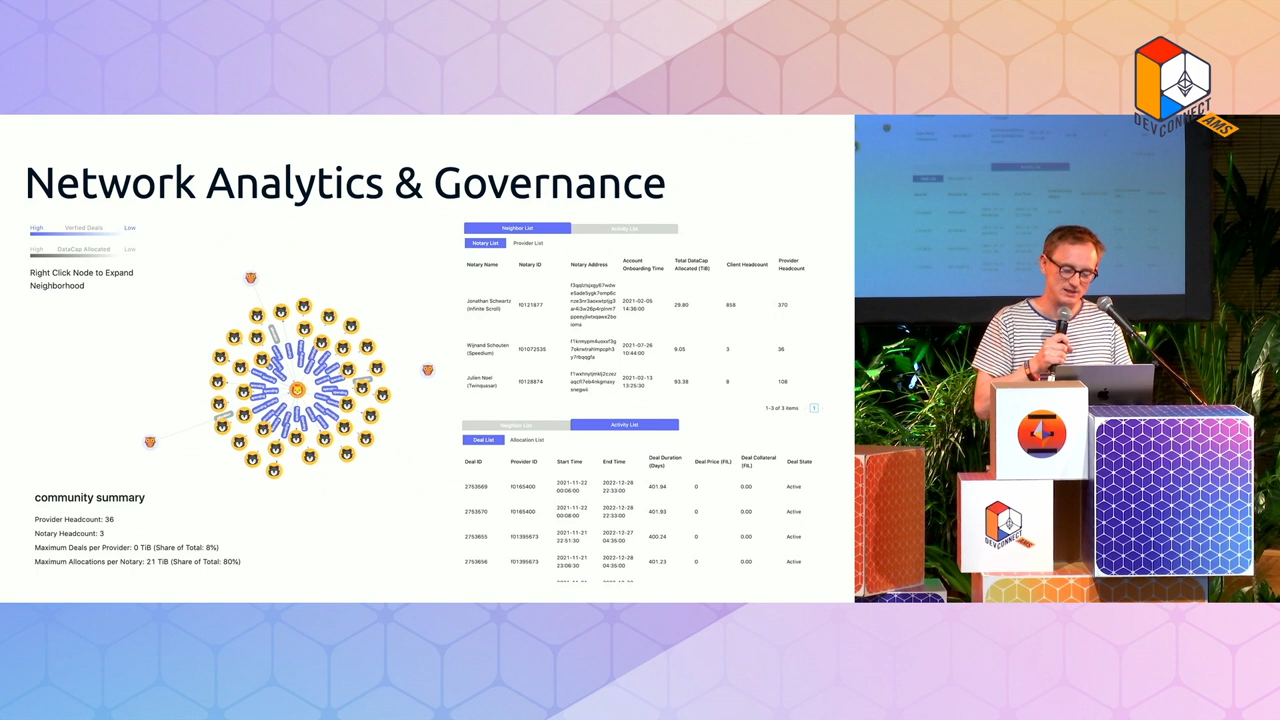 DEVCONNECT
AMS
Network Analytics & Governance
High Verfied Deals Low
High DataCap Allocated Low
Right Click Node to Expand
Neighborhood
community summary
Provider Headcount: 36
Notary Headcount: 3
Maximum Deals per Provider: 0 TiB (Share of Total: 8%)
Maximum Allocations per Notary: 21 TiB (Share of Total: 80%)
Neighbor List Activity List
Notary List Provider List
Notary Name Notary ID Notary Address Account Onboarding Time Total DataCap Allocated (TiB) Client Headcount Provider Headcount
Jonathan Schwartz (Infinite Scroll) f0121877 2021-02-05 14:36:00 29.80 858 370
Wijnand Schouten (Speedium) f01072535 2021-07-26 10:44:00 9.05 3 36
Julien Noel (Twinquasar) f0128874 2021-02-13 13:25:30 93.38 8 108
1-3 of 3 items 1
Neighbor List Activity List
Deal List Allocation List
Deal ID Provider ID Start Time End Time Deal Duration (Days) Deal Price (FIL) Deal Collateral (FIL) Deal State
2753569 f0165400 2021-11-22 00:06:00 2022-12-28 22:33:00 401.94 0 0.00 Active
2753570 f0165400 2021-11-22 00:08:00 2022-12-28 22:33:00 401.93 0 0.00 Active
2753655 f01395673 2021-11-21 22:51:30 2022-12-27 04:35:00 400.24 0 0.00 Active
2753656 f01395673 2021-11-21 23:06:30 2022-12-28 04:35:00 401.23 0 0.00 Active
DEVCONNECT
AMS